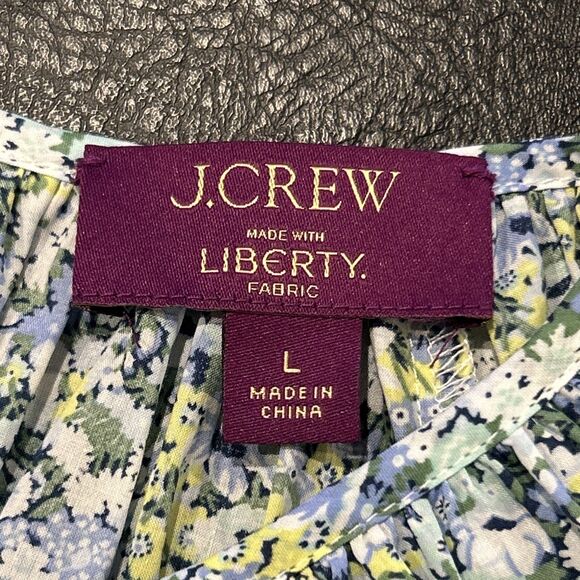 J.CREW
MADE WITH
LIBERTY.
FABRIC
L
MADE IN
CHINA